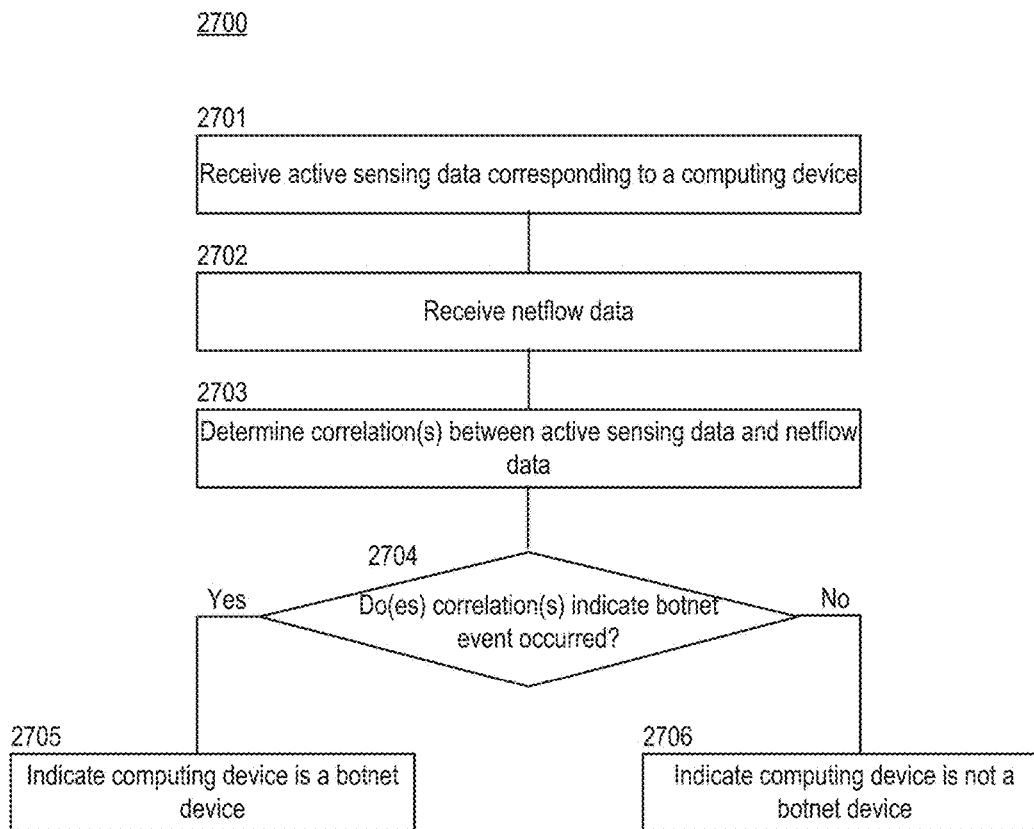 2700
2701
Receive active sensing data corresponding to a computing device
2702
Receive netflow data
2703
Determine correlation(s) between active sensing data and netflow
data
2704
Yes
Do(es) correlation(s) indicate botnet
event occurred?
No
2705
Indicate computing device is a botnet
device
2706
Indicate computing device is not a
botnet device